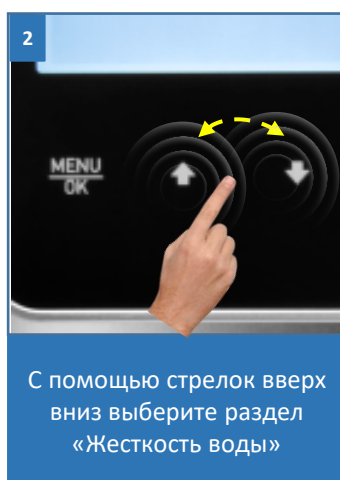 2
MENU
OK
С помощью стрелок вверх
вниз выберите раздел
«Жесткость воды»